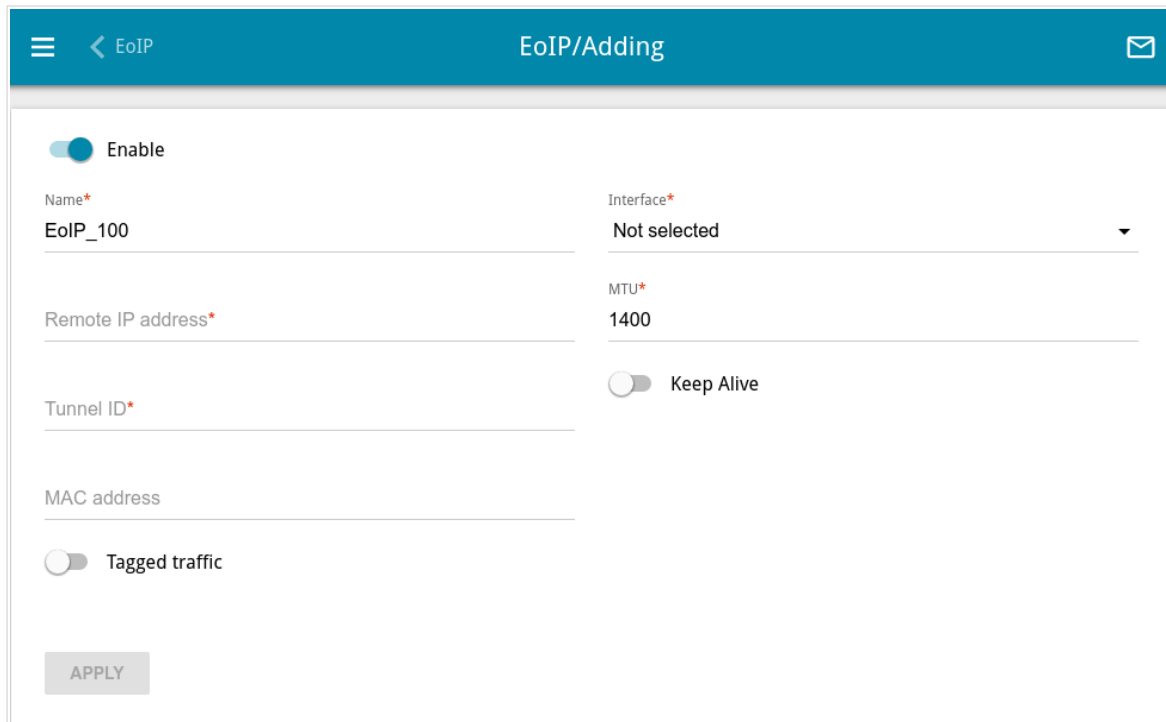 EoIP
EoIP/Adding
Enable
Name*
EoIP_100
Interface*
Not selected
Remote IP address*
MTU*
1400
Tunnel ID*
Keep Alive
MAC address
Tagged traffic
APPLY